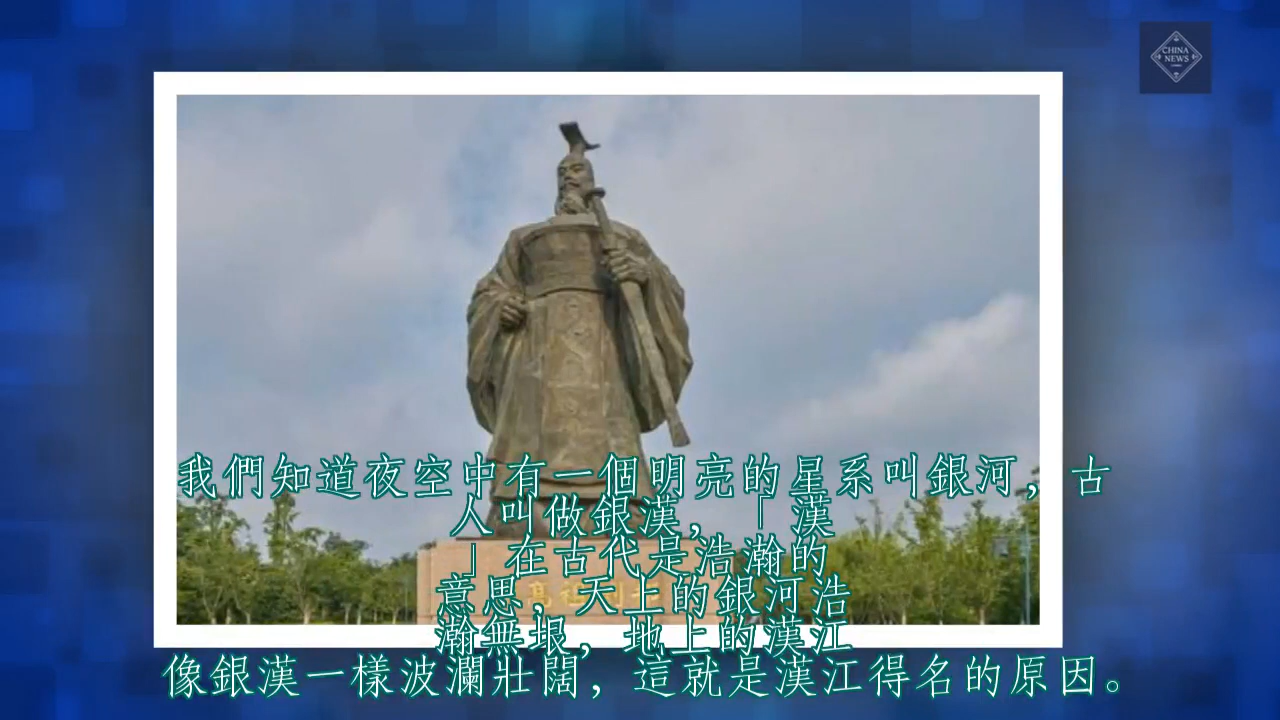 CHINA
NEWS
我們知道夜空中有一個明亮的星系叫銀河，古
人叫做銀漢，「漢
」在古代是浩瀚的
意思，天上的銀河浩
瀚無垠，地上的漢江
像銀漢一樣波瀾壯闊，這就是漢江得名的原因。